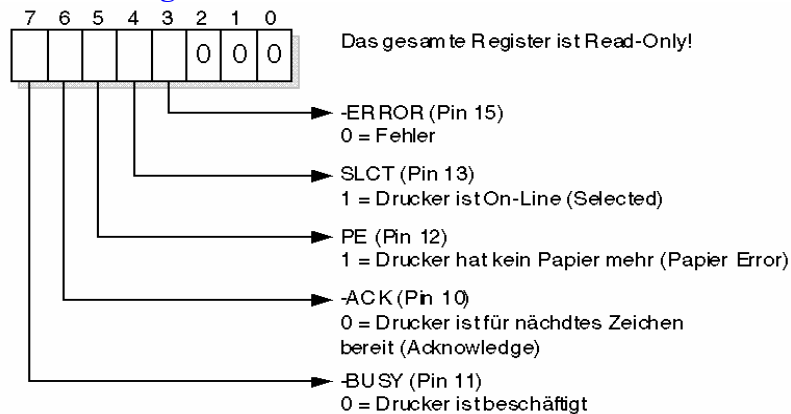 7 6 5 4 3 2 1 0
0 0 0
Das gesamte Register ist Read-Only!
-ERROR (Pin 15)
0 = Fehler
SLCT (Pin 13)
1 = Drucker ist On-Line (Selected)
PE (Pin 12)
1 = Drucker hat kein Papier mehr (Papier Error)
-ACK (Pin 10)
0 = Drucker ist für nächdtes Zeichen
bereit (Acknowledge)
-BUSY (Pin 11)
0 = Drucker ist beschäftigt